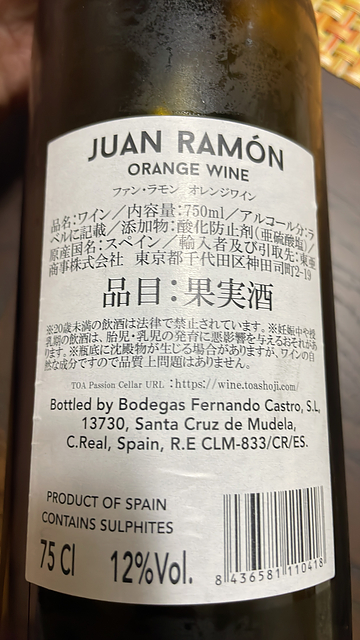 JUAN RAMÓN
ORANGE WINE
ファン・ラモン オレンジワイン
品名:ワイン／内容量:750ml／アルコール分:ラ
ベルに記載／添加物:酸化防止剤(亜硫酸塩)／
原産国名:スペイン／輸入者及び引取先:東亜
商事株式会社 東京都千代田区神田司町2-19
品目:果実酒
※20歳未満の飲酒は法律で禁止されています。※妊娠中や授
乳期の飲酒は、胎児・乳児の発育に悪影響を与えるおそれがあ
ります。※瓶底に沈殿物が生じる場合がありますが、ワインの自
然な成分ですので品質上問題はありません。
TOA Passion Cellar URL :https://wine.toashoji.com/
Bottled by Bodegas Fernando Castro, S.L,
13730, Santa Cruz de Mudela,
C.Real, Spain, R.E CLM-833/CR/ES.
PRODUCT OF SPAIN
CONTAINS SULPHITES
75 Cl 12%Vol.
8 436581 110418